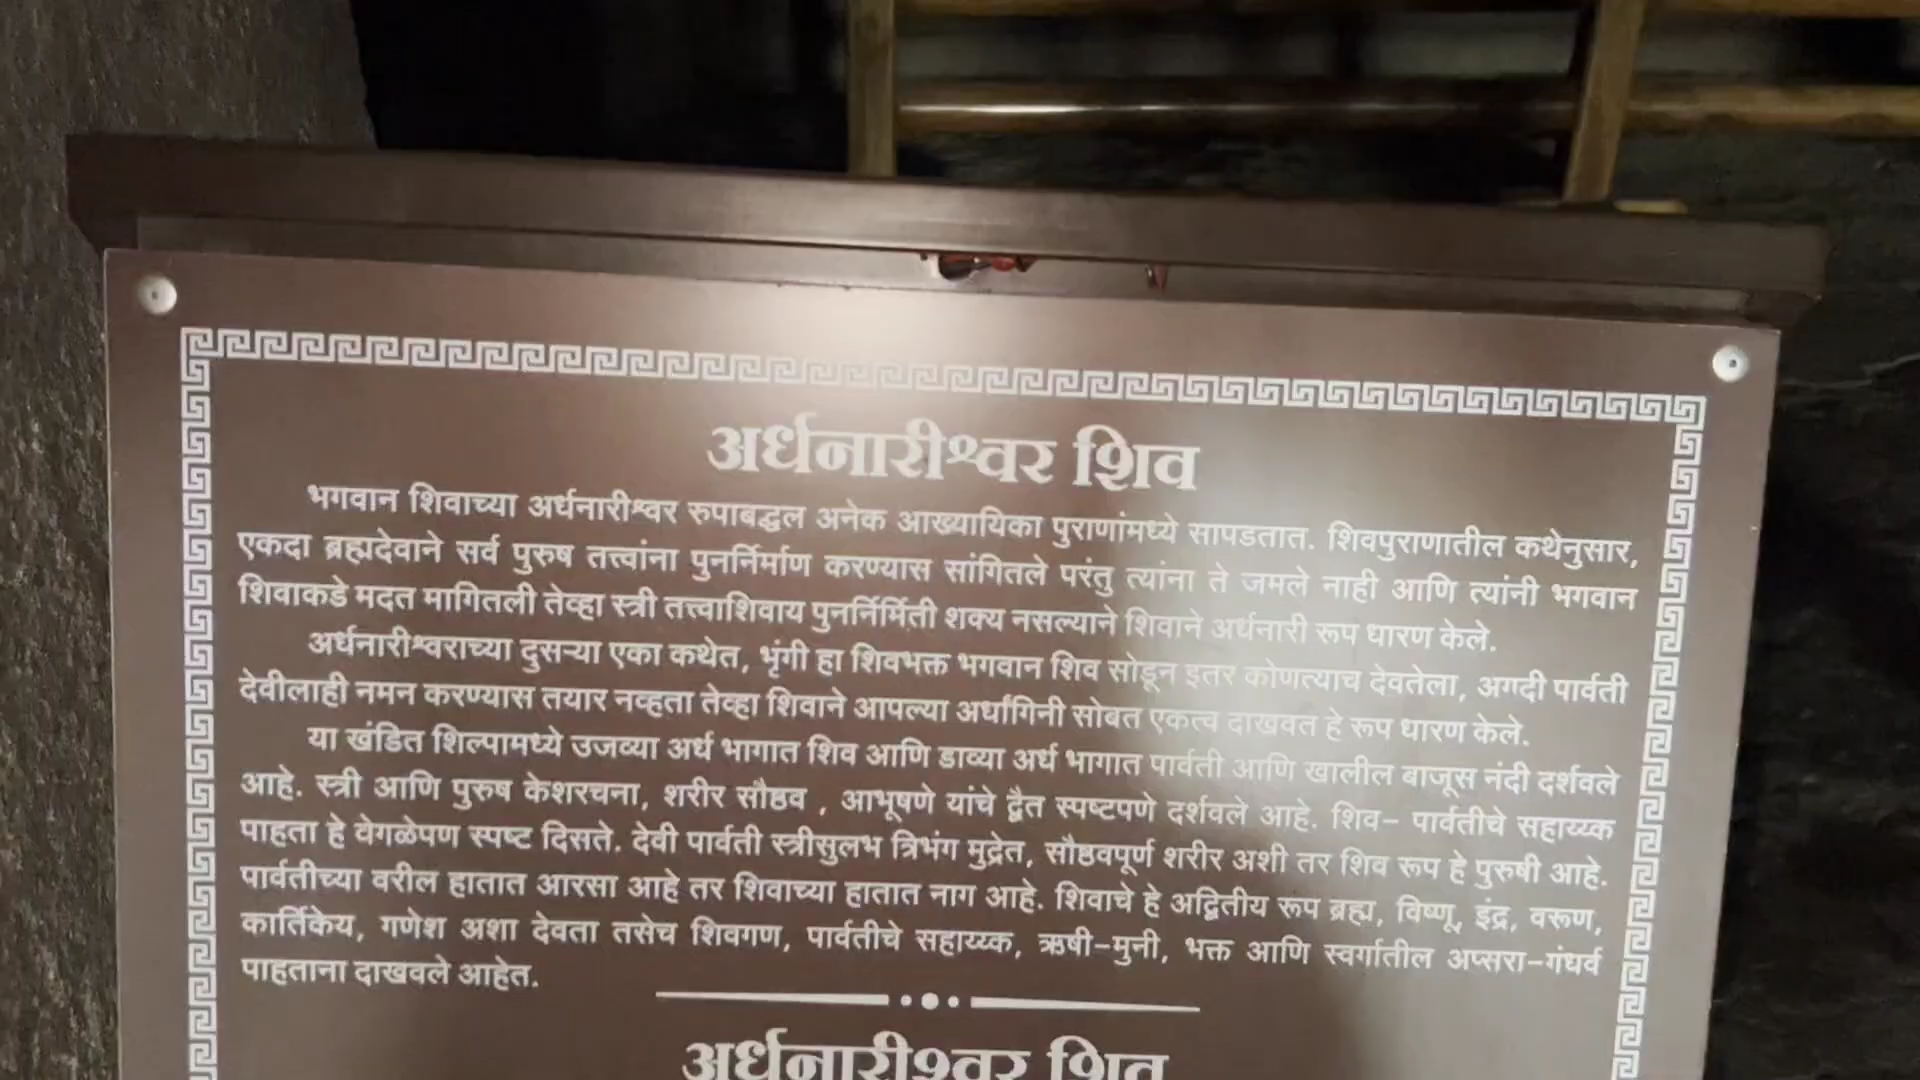 अर्धनारीश्वर शिव
भगवान शिवाच्या अर्धनारीश्वर रुपाबद्धल अनेक आख्यायिका पुराणांमध्ये सापडतात. शिवपुराणातील कथेनुसार,
एकदा ब्रह्मदेवाने सर्व पुरुष तत्त्वांना पुनर्निर्माण करण्यास सांगितले परंतु त्यांना ते जमले नाही आणि त्यांनी भगवान
शिवाकडे मदत मागितली तेव्हा स्त्री तत्त्वाशिवाय पुनर्निर्मिती शक्य नसल्याने शिवाने अर्धनारी रूप धारण केले.
अर्धनारीश्वराच्या दुसऱ्या एका कथेत, भृंगी हा शिवभक्त भगवान शिव सोडून इतर कोणत्याच देवतेला, अगदी पार्वती
देवीलाही नमन करण्यास तयार नव्हता तेव्हा शिवाने आपल्या अर्धांगिनी सोबत एकत्व दाखवत हे रूप धारण केले.
या खंडित शिल्पामध्ये उजव्या अर्ध भागात शिव आणि डाव्या अर्ध भागात पार्वती आणि खालील बाजूस नंदी दर्शवले
आहे. स्त्री आणि पुरुष केशरचना, शरीर सौष्ठव , आभूषणे यांचे द्वैत स्पष्टपणे दर्शवले आहे. शिव- पार्वतीचे सहाय्यक
पाहता हे वेगळेपण स्पष्ट दिसते. देवी पार्वती स्त्रीसुलभ त्रिभंग मुद्रेत, सौष्ठवपूर्ण शरीर अशी तर शिव रूप हे पुरुषी आहे.
पार्वतीच्या वरील हातात आरसा आहे तर शिवाच्या हातात नाग आहे. शिवाचे हे अद्वितीय रूप ब्रह्म, विष्णू, इंद्र, वरूण,
कार्तिकेय, गणेश अशा देवता तसेच शिवगण, पार्वतीचे सहाय्यक, ऋषी-मुनी, भक्त आणि स्वर्गातील अप्सरा-गंधर्व
पाहताना दाखवले आहेत.
अर्धनारीश्वर शिव